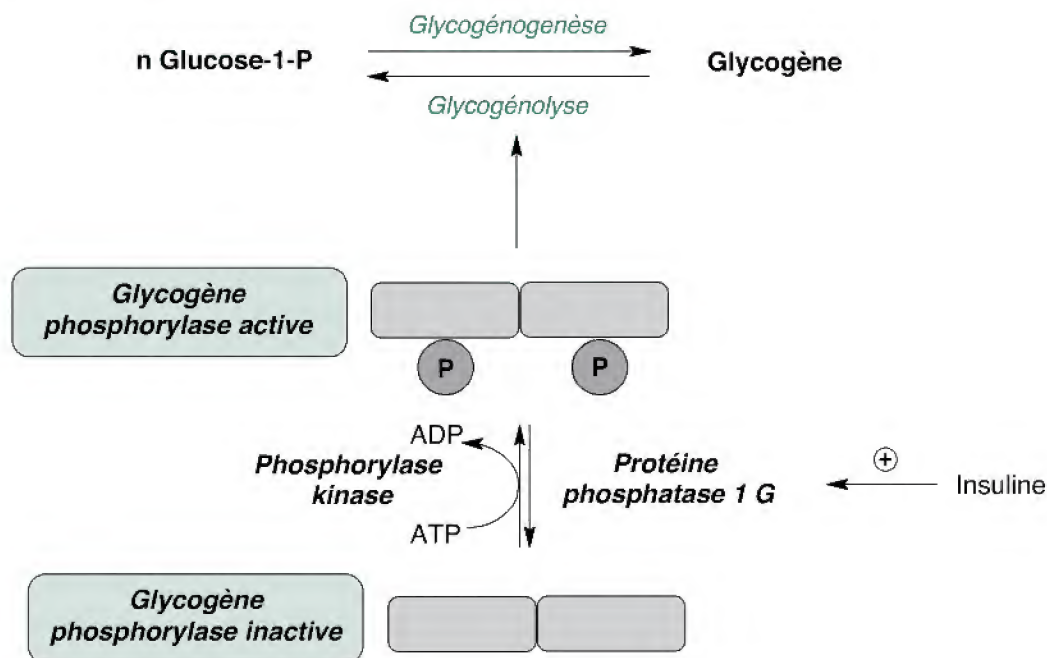 Glycogénogenèse
n Glucose-1-P
Glycogène
Glycogénolyse
Glycogène
phosphorylase active
P
P
ADP
Phosphorylase
kinase
ATP
Protéine
phosphatase 1 G
+
Insuline
Glycogène
phosphorylase inactive